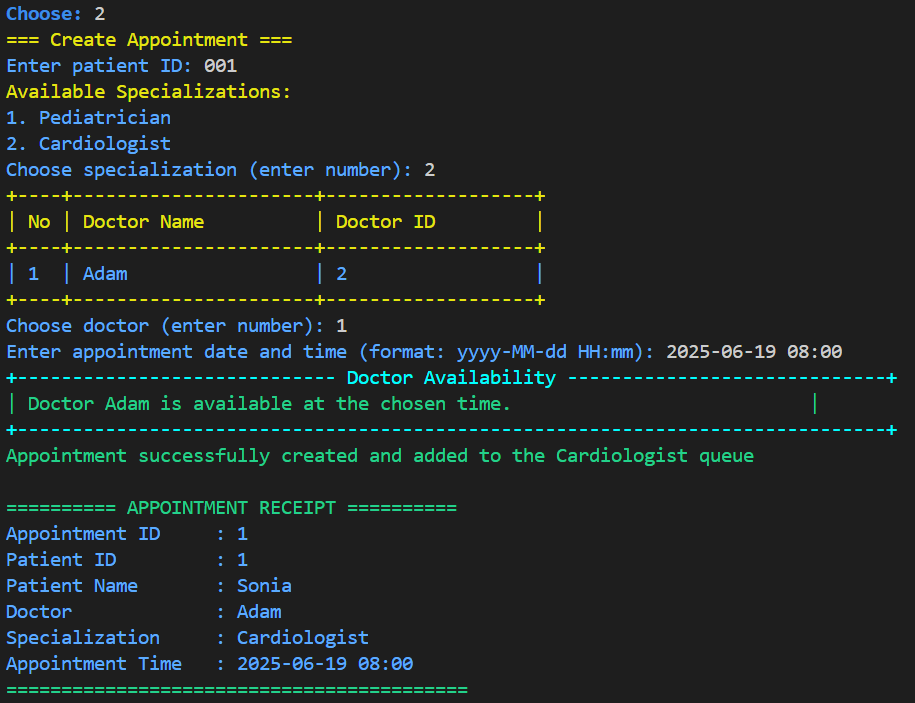 Choose: 2
=== Create Appointment ===
Enter patient ID: 001
Available Specializations:
1. Pediatrician
2. Cardiologist
Choose specialization (enter number): 2
+----+----------------------+-------------------+
| No | Doctor Name          | Doctor ID         |
+----+----------------------+-------------------+
| 1  | Adam                 | 2                 |
+----+----------------------+-------------------+
Choose doctor (enter number): 1
Enter appointment date and time (format: yyyy-MM-dd HH:mm): 2025-06-19 08:00
+----------------------------- Doctor Availability -----------------------------+
| Doctor Adam is available at the chosen time.                           |
+-------------------------------------------------------------------------------+
Appointment successfully created and added to the Cardiologist queue

========== APPOINTMENT RECEIPT ==========
Appointment ID     : 1
Patient ID         : 1
Patient Name       : Sonia
Doctor             : Adam
Specialization     : Cardiologist
Appointment Time   : 2025-06-19 08:00
==========================================